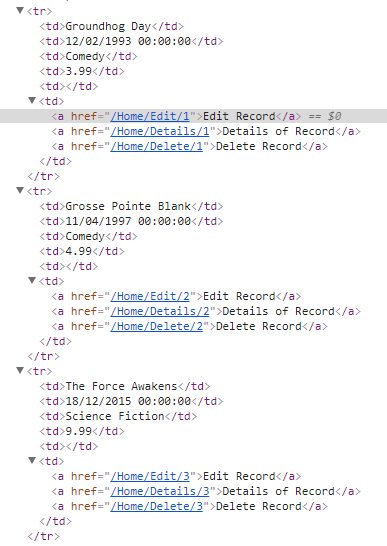 ▼<tr>
<td>Groundhog Day</td>
<td>12/02/1993 00:00:00</td>
<td>Comedy</td>
<td>3.99</td>
<td></td>
▼<td>
<a href="/Home/Edit/1">Edit Record</a> == $0
<a href="/Home/Details/1">Details of Record</a>
<a href="/Home/Delete/1">Delete Record</a>
</td>
</tr>
▼<tr>
<td>Grosse Pointe Blank</td>
<td>11/04/1997 00:00:00</td>
<td>Comedy</td>
<td>4.99</td>
<td></td>
▼<td>
<a href="/Home/Edit/2">Edit Record</a>
<a href="/Home/Details/2">Details of Record</a>
<a href="/Home/Delete/2">Delete Record</a>
</td>
</tr>
▼<tr>
<td>The Force Awakens</td>
<td>18/12/2015 00:00:00</td>
<td>Science Fiction</td>
<td>9.99</td>
<td></td>
▼<td>
<a href="/Home/Edit/3">Edit Record</a>
<a href="/Home/Details/3">Details of Record</a>
<a href="/Home/Delete/3">Delete Record</a>
</td>
</tr>